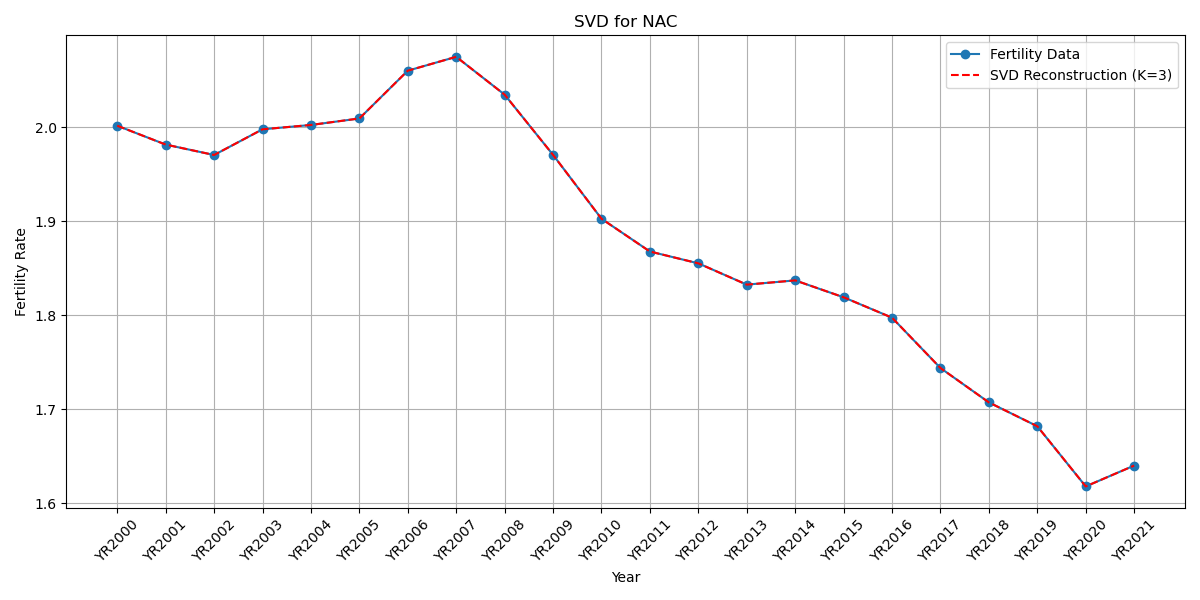 SVD for NAC
Fertility Data
SVD Reconstruction (K=3)
Fertility Rate
2.0
1.9
1.8
1.7
1.6
YR2000
YR2001
YR2002
YR2003
YR2004
YR2005
YR2006
YR2007
YR2008
YR2009
YR2010
YR2011
YR2012
YR2013
YR2014
YR2015
YR2016
YR2017
YR2018
YR2019
YR2020
YR2021
Year